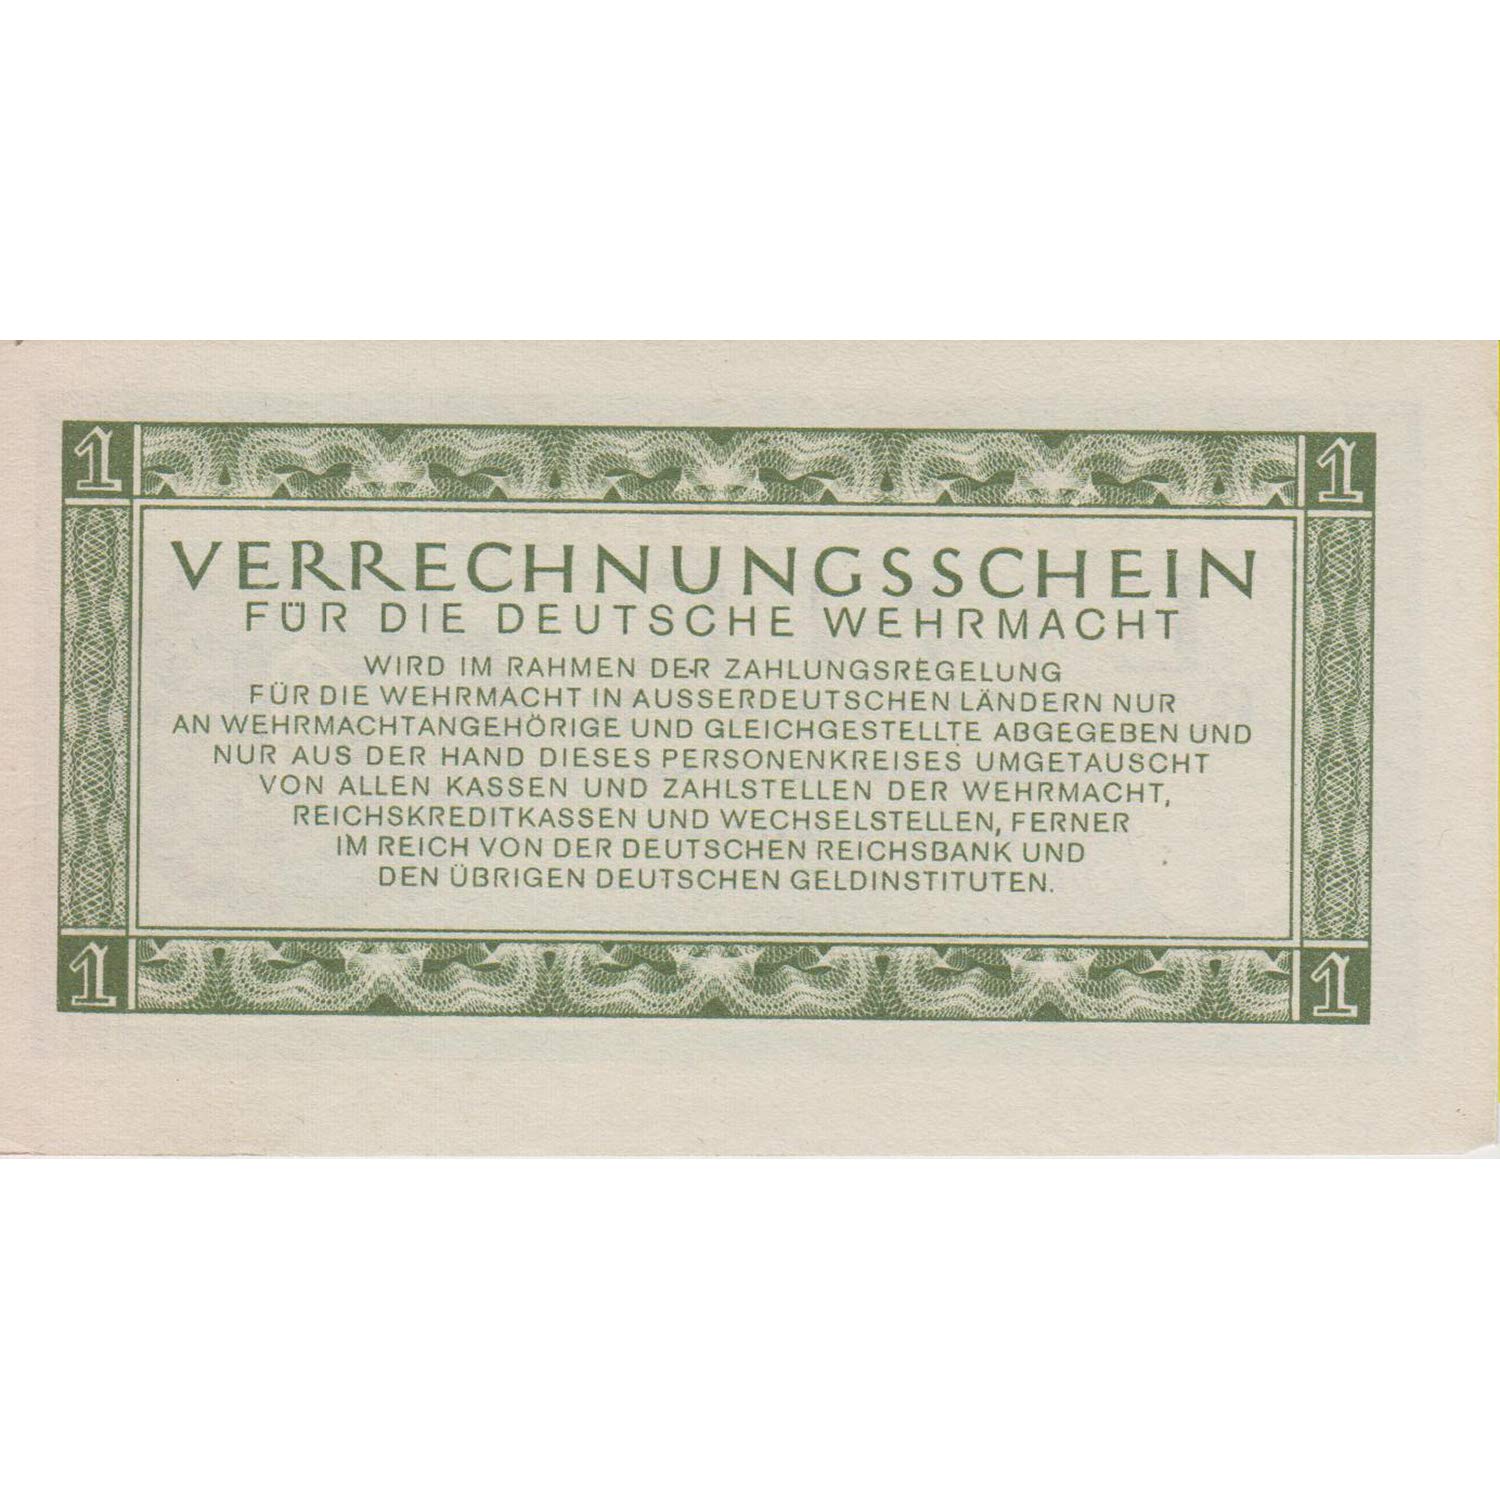 1 1
VERRECHNUNGSSCHEIN
FÜR DIE DEUTSCHE WEHRMACHT
WIRD IM RAHMEN DER ZAHLUNGSREGELUNG
FÜR DIE WEHRMACHT IN AUSSERDEUTSCHEN LÄNDERN NUR
AN WEHRMACHTANGEHÖRIGE UND GLEICHGESTELLTE ABGEGEBEN UND
NUR AUS DER HAND DIESES PERSONENKREISES UMGETAUSCHT
VON ALLEN KASSEN UND ZAHLSTELLEN DER WEHRMACHT,
REICHSKREDITKASSEN UND WECHSELSTELLEN, FERNER
IM REICH VON DER DEUTSCHEN REICHSBANK UND
DEN ÜBRIGEN DEUTSCHEN GELDINSTITUTEN.
1 1